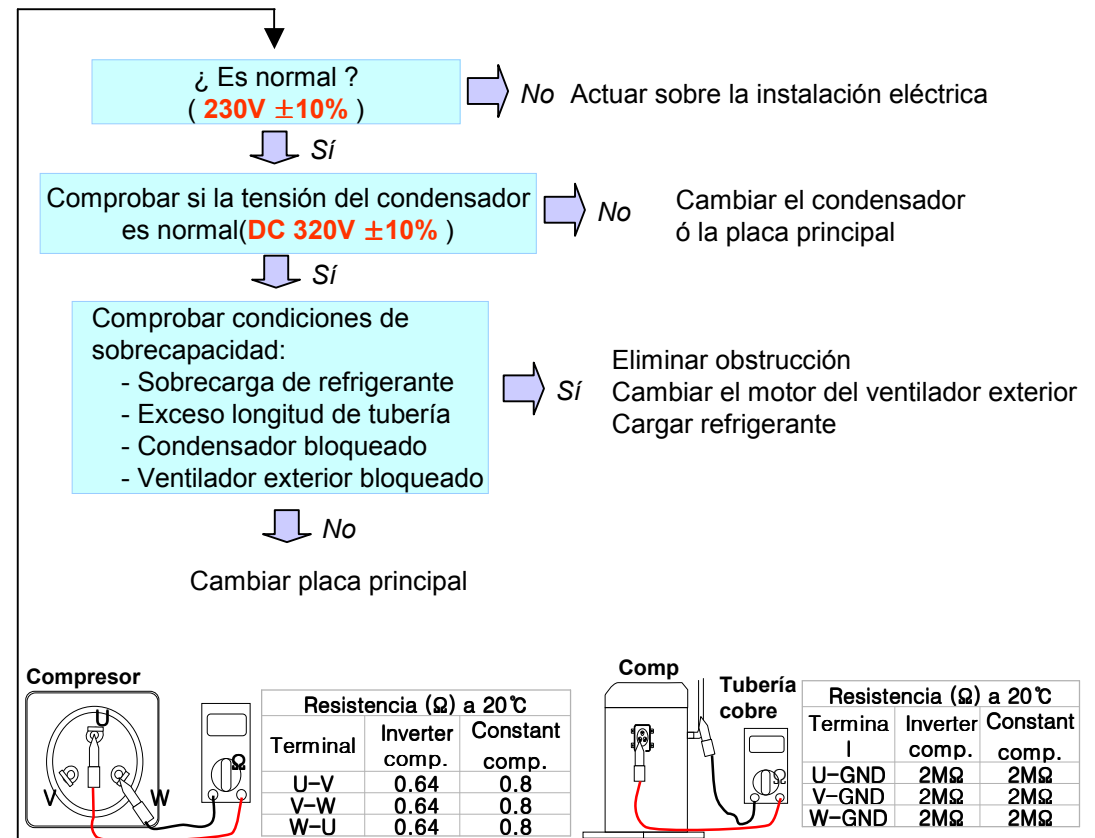 ¿ Es normal ?
( 230V ±10% )
No Actuar sobre la instalación eléctrica
Sí
Comprobar si la tensión del condensador
es normal(DC 320V ±10% )
No
Cambiar el condensador
ó la placa principal
Sí
Comprobar condiciones de
sobrecapacidad:
- Sobrecarga de refrigerante
- Exceso longitud de tubería
- Condensador bloqueado
- Ventilador exterior bloqueado
Sí
Eliminar obstrucción
Cambiar el motor del ventilador exterior
Cargar refrigerante
No
Cambiar placa principal
Compresor
U
V
W
Ω
Resistencia (Ω) a 20℃
Terminal Inverter comp. Constant comp.
U-V 0.64 0.8
V-W 0.64 0.8
W-U 0.64 0.8
Comp
Tubería
cobre
Ω
Resistencia (Ω) a 20℃
Termina Inverter Constant
l comp. comp.
U-GND 2MΩ 2MΩ
V-GND 2MΩ 2MΩ
W-GND 2MΩ 2MΩ